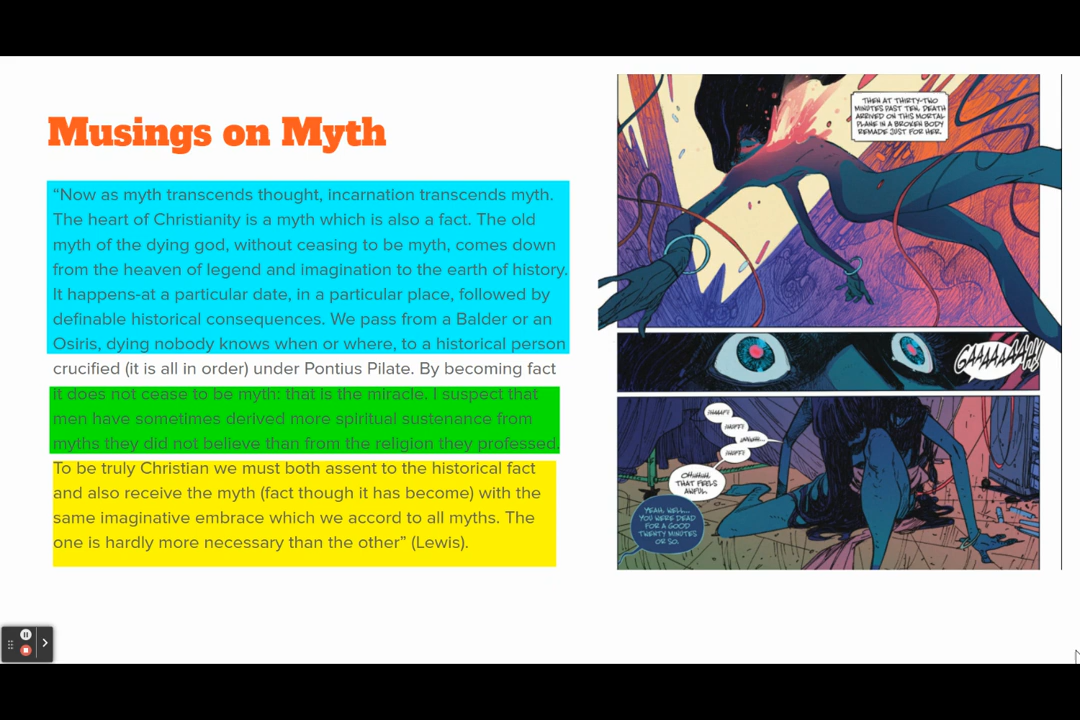 Musings on Myth
“Now as myth transcends thought, incarnation transcends myth.
The heart of Christianity is a myth which is also a fact. The old
myth of the dying god, without ceasing to be myth, comes down
from the heaven of legend and imagination to the earth of history.
It happens-at a particular date, in a particular place, followed by
definable historical consequences. We pass from a Balder or an
Osiris, dying nobody knows when or where, to a historical person
crucified (it is all in order) under Pontius Pilate. By becoming fact
it does not cease to be myth: that is the miracle. I suspect that
men have sometimes derived more spiritual sustenance from
myths they did not believe than from the religion they professed.
To be truly Christian we must both assent to the historical fact
and also receive the myth (fact though it has become) with the
same imaginative embrace which we accord to all myths. The
one is hardly more necessary than the other” (Lewis).
THEN AT THIRTY-TWO
MINUTES PAST TEN, DEATH
ARRIVED ON THIS MORTAL
PLANE IN A BROKEN BODY
REMADE JUST FOR HER.
GAAAAAAAH!
OHHHHH.
THAT FEELS
AWFUL.
YEAH. WELL...
YOU WERE DEAD
FOR A GOOD
TWENTY MINUTES
OR SO.